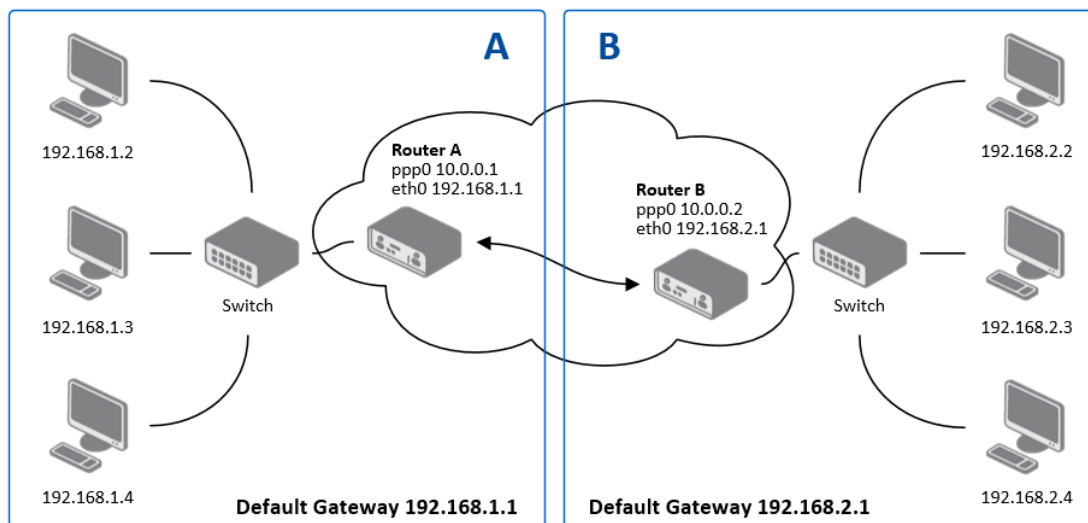 A
B
192.168.1.2
192.168.1.3
192.168.1.4
Switch
Router A
ppp0 10.0.0.1
eth0 192.168.1.1
Default Gateway 192.168.1.1
Router B
ppp0 10.0.0.2
eth0 192.168.2.1
Switch
192.168.2.2
192.168.2.3
192.168.2.4
Default Gateway 192.168.2.1